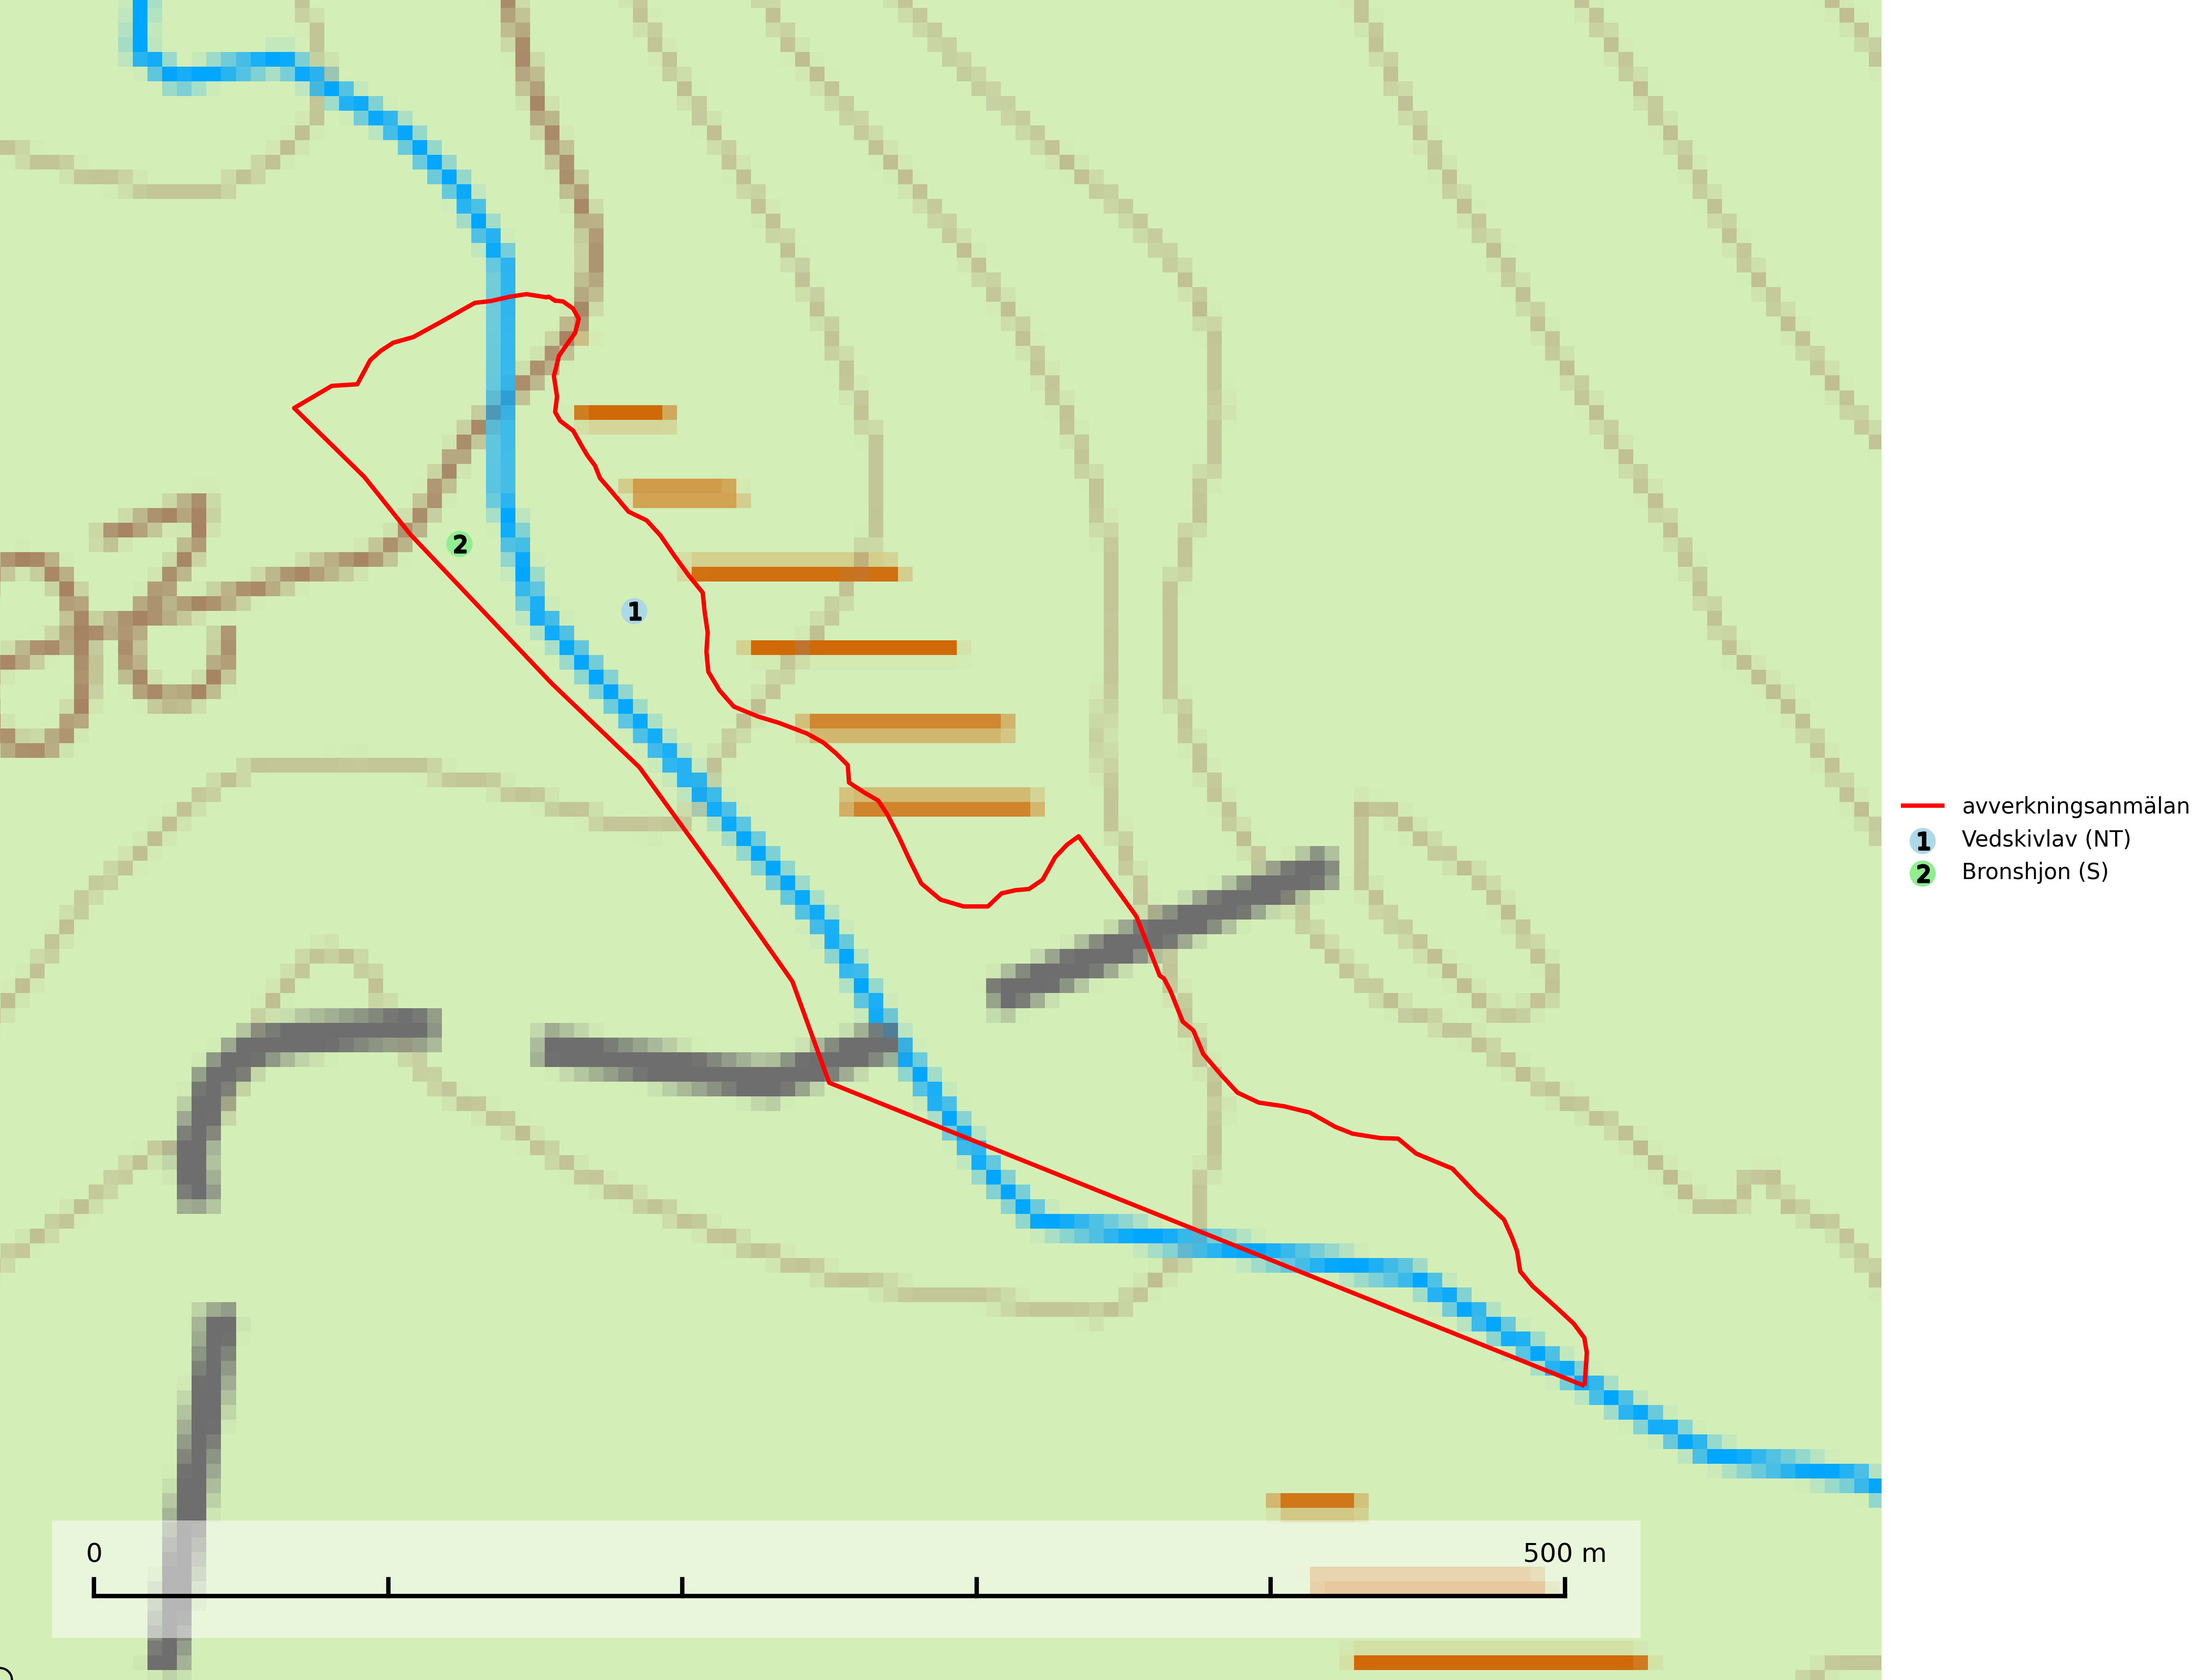 2
1
avverkningsanmälan
1 Vedskivlav (NT)
2 Bronshjon (S)
0 500 m